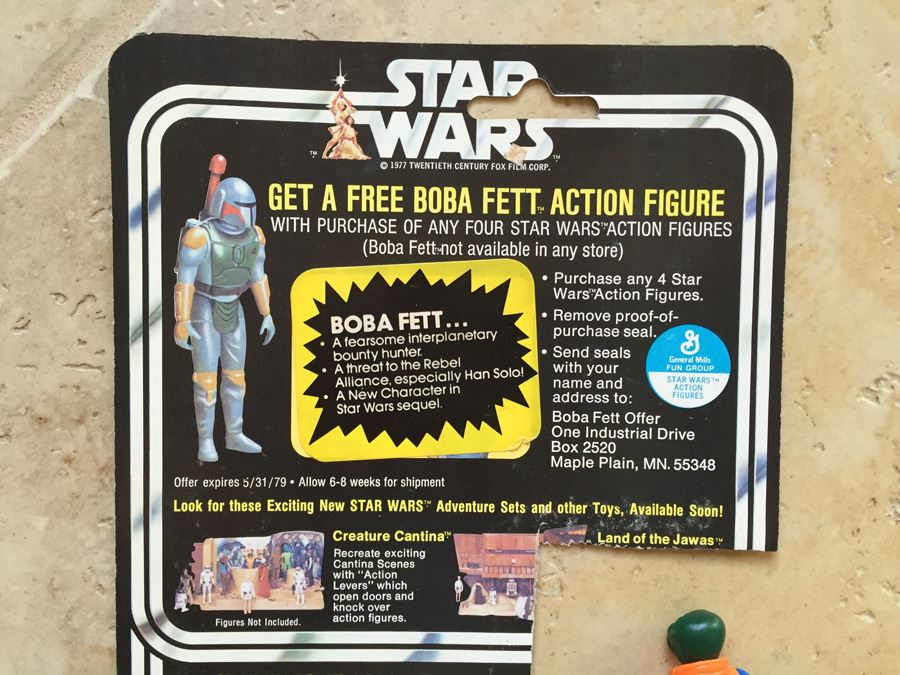 STAR
WARS
™ ™
© 1977 TWENTIETH CENTURY FOX FILM CORP.
GET A FREE BOBA FETT™ ACTION FIGURE
WITH PURCHASE OF ANY FOUR STAR WARS™ ACTION FIGURES
(Boba Fett™ not available in any store)
BOBA FETT...
• A fearsome interplanetary
bounty hunter.
• A threat to the Rebel
Alliance, especially Han Solo!
• A New Character in
Star Wars sequel.
• Purchase any 4 Star
Wars™ Action Figures.
• Remove proof-of-
purchase seal.
• Send seals
with your
name and
address to:
Boba Fett Offer
One Industrial Drive
Box 2520
Maple Plain, MN. 55348
G
General Mills
FUN GROUP
STAR WARS™
ACTION
FIGURES
Offer expires 5/31/79 • Allow 6-8 weeks for shipment
Look for these Exciting New STAR WARS™ Adventure Sets and other Toys, Available Soon!
Creature Cantina™
Recreate exciting
Cantina Scenes
with "Action
Levers" which
open doors and
knock over
action figures.
Figures Not Included.
Land of the Jawas™